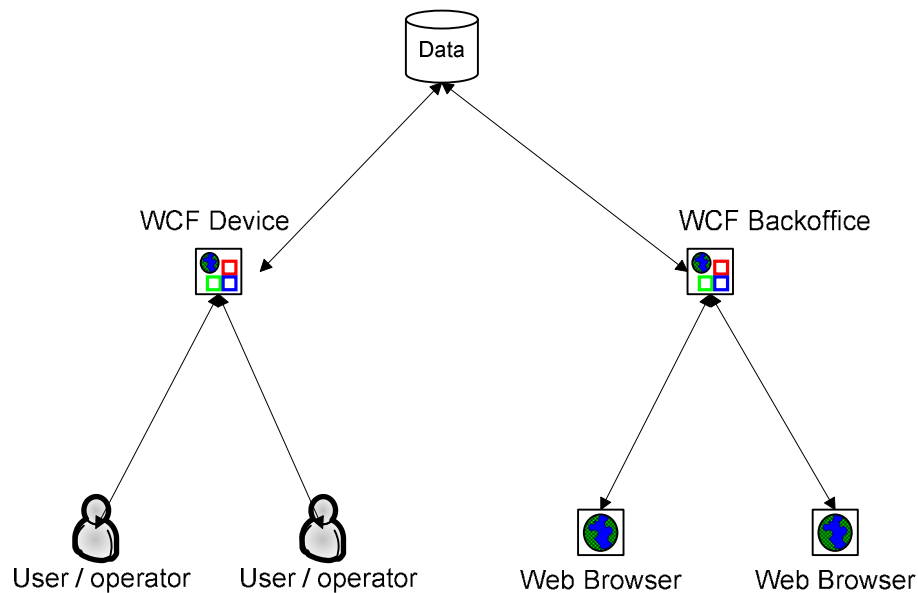 Data
WCF Device
WCF Backoffice
User / operator
User / operator
Web Browser
Web Browser